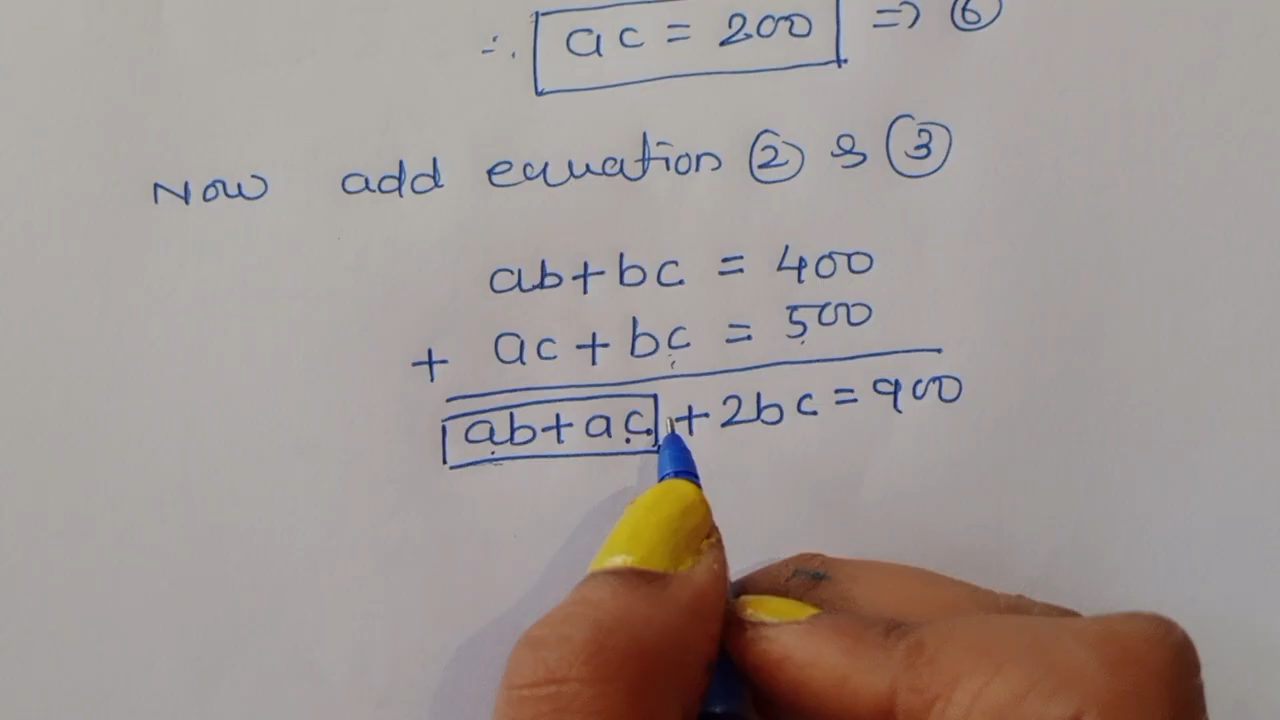 ∴ ac = 200 => ⑥
Now add equation ② & ③
ab+bc = 400
+ ac+bc = 500
ab+ac +2bc = 900